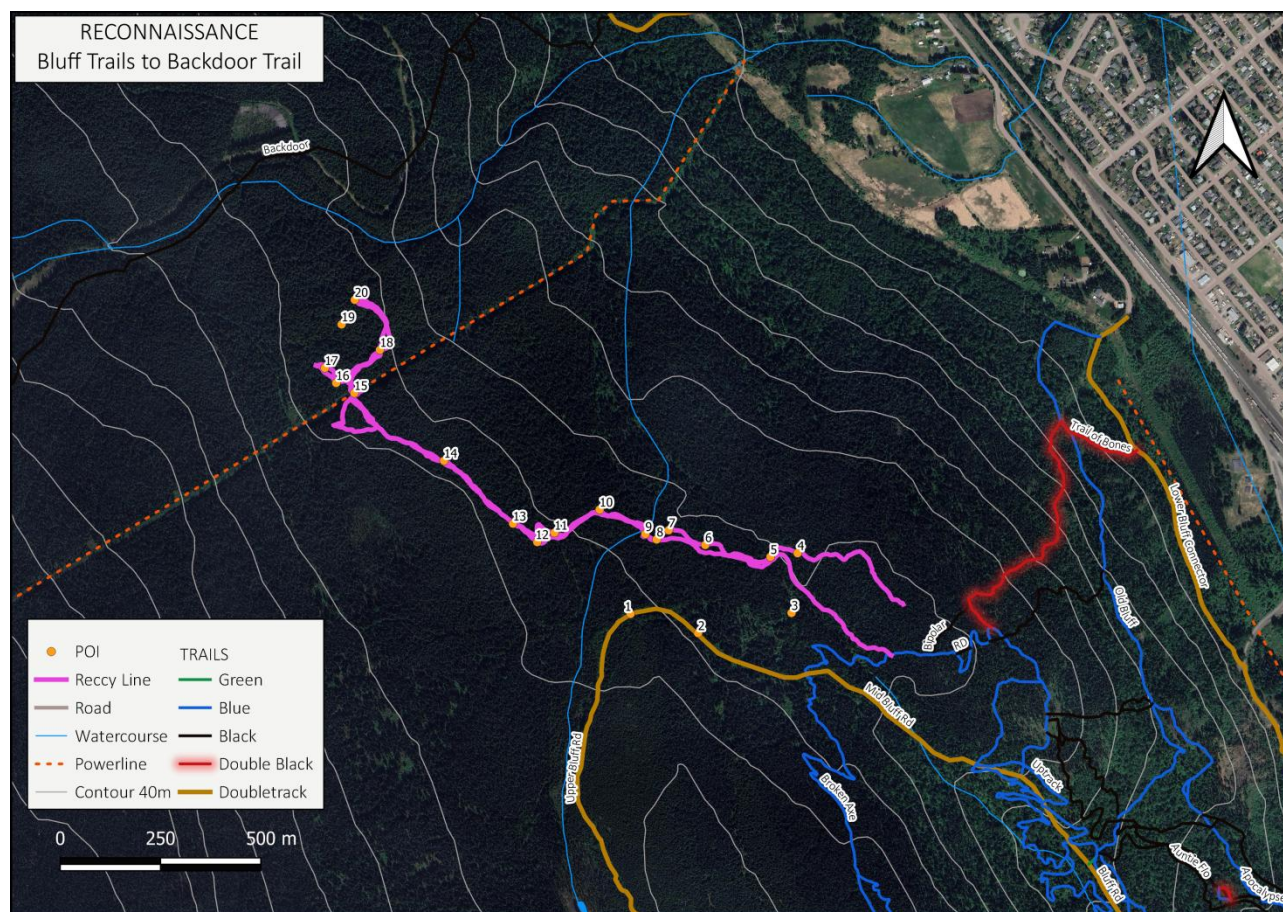 RECONNAISSANCE
Bluff Trails to Backdoor Trail
Backdoor
20
19
18
17
16
15
14
13
12
11
10
9
8
7
6
5
4
3
1
2
Trail of Bones
Lower Bluff Connector
Old Bluff
Bipolar
RD
Mid Bluff Rd
Upper Bluff Rd
Broken Axe
Uptrack
Bluff Rd
Auntie Flo
Apocalypse
POI
TRAILS
Reccy Line
Green
Road
Blue
Watercourse
Black
Powerline
Double Black
Contour 40m
Doubletrack
0 250 500 m